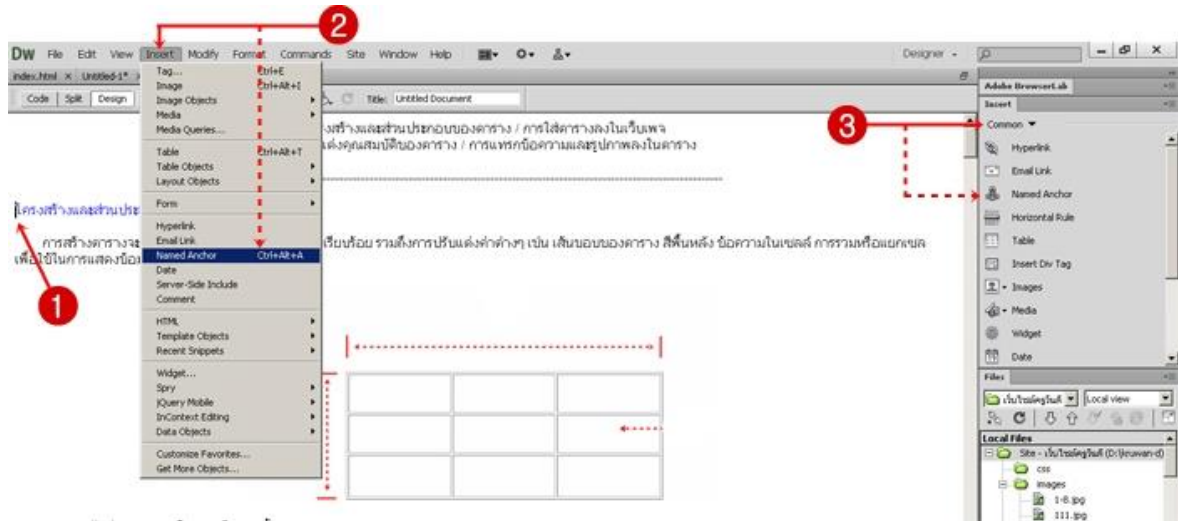 2
DW File Edit View Insert Modify Format Commands Site Window Help Designer
index.html × Untitled-1* ×
Code Split Design Title: Untitled Document
Tag... Ctrl+E
Image Ctrl+Alt+I
Image Objects
Media
Media Queries...
Table Ctrl+Alt+T
Table Objects
Layout Objects
Form
Hyperlink
Email Link
Named Anchor Ctrl+Alt+A
Date
Server-Side Include
Comment
HTML
Template Objects
Recent Snippets
Widget...
Spry
jQuery Mobile
InContext Editing
Data Objects
Customize Favorites...
Get More Objects...
งสร้างและส่วนประกอบของตาราง / การใส่ตารางลงในเว็บเพจ
แต่งคุณสมบัติของตาราง / การแทรกข้อความและรูปภาพลงในตาราง
โครงสร้างและส่วนประ
การสร้างตารางจะ เรียบร้อย รวมถึงการปรับแต่งค่าต่างๆ เช่น เส้นขอบของตาราง สีพื้นหลัง ข้อความในเซลล์ การรวมหรือแยกเซล
เพื่อใช้ในการแสดงข้อม
1
3
Adobe BrowserLab
Insert
Common
Hyperlink
Email Link
Named Anchor
Horizontal Rule
Table
Insert Div Tag
Images
Media
Widget
Date
Files
Local view
Local Files
Site -
css
images
1-8.jpg
111.jpg